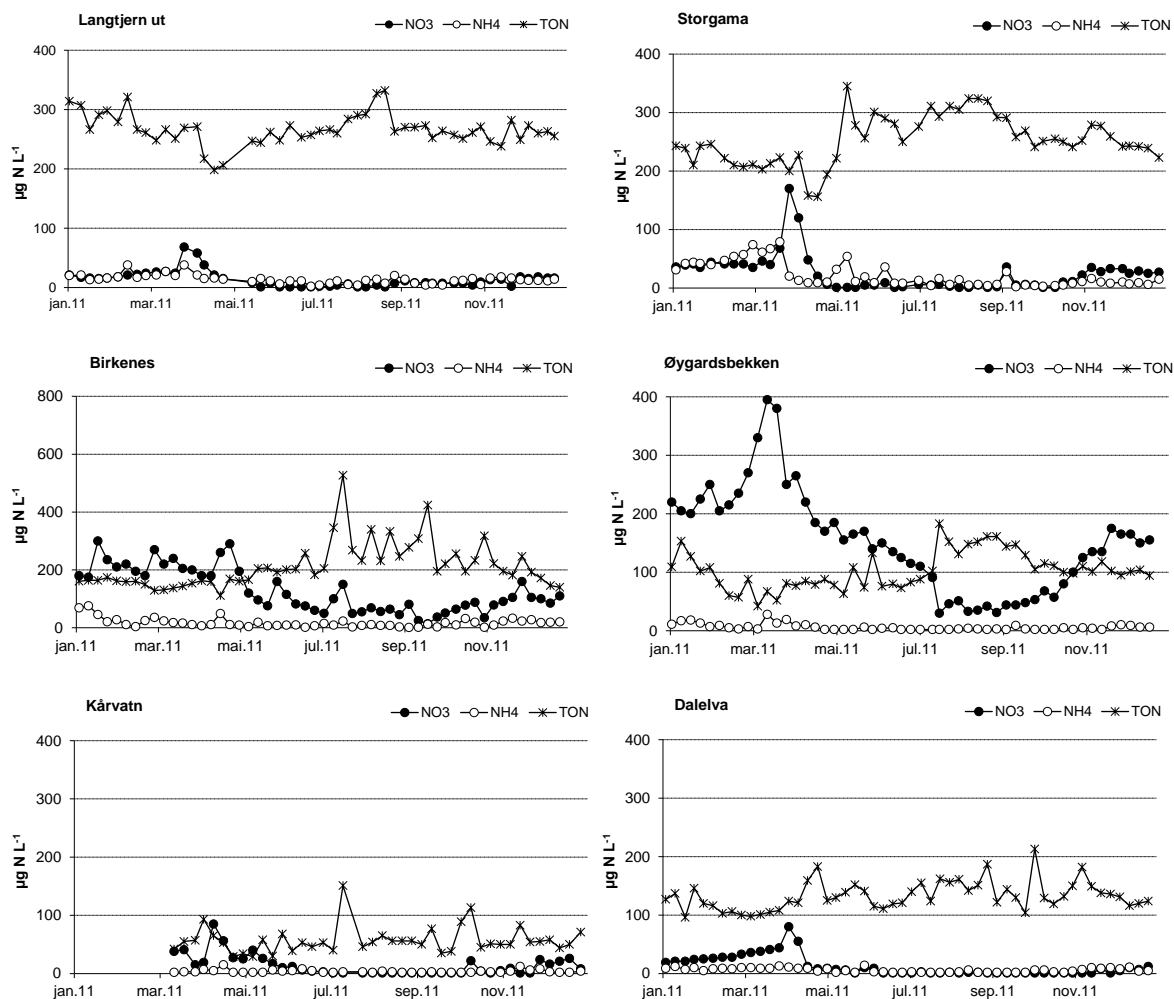 Langtjern ut
NO3 NH4 TON
400
300
200
100
0
µg N L-1
jan.11 mar.11 mai.11 jul.11 sep.11 nov.11
Storgama
NO3 NH4 TON
400
300
200
100
0
µg N L-1
jan.11 mar.11 mai.11 jul.11 sep.11 nov.11
Birkenes
NO3 NH4 TON
800
600
400
200
0
µg N L-1
jan.11 mar.11 mai.11 jul.11 sep.11 nov.11
Øygardsbekken
NO3 NH4 TON
400
300
200
100
0
µg N L-1
jan.11 mar.11 mai.11 jul.11 sep.11 nov.11
Kårvatn
NO3 NH4 TON
400
300
200
100
0
µg N L-1
jan.11 mar.11 mai.11 jul.11 sep.11 nov.11
Dalelva
NO3 NH4 TON
400
300
200
100
0
µg N L-1
jan.11 mar.11 mai.11 jul.11 sep.11 nov.11